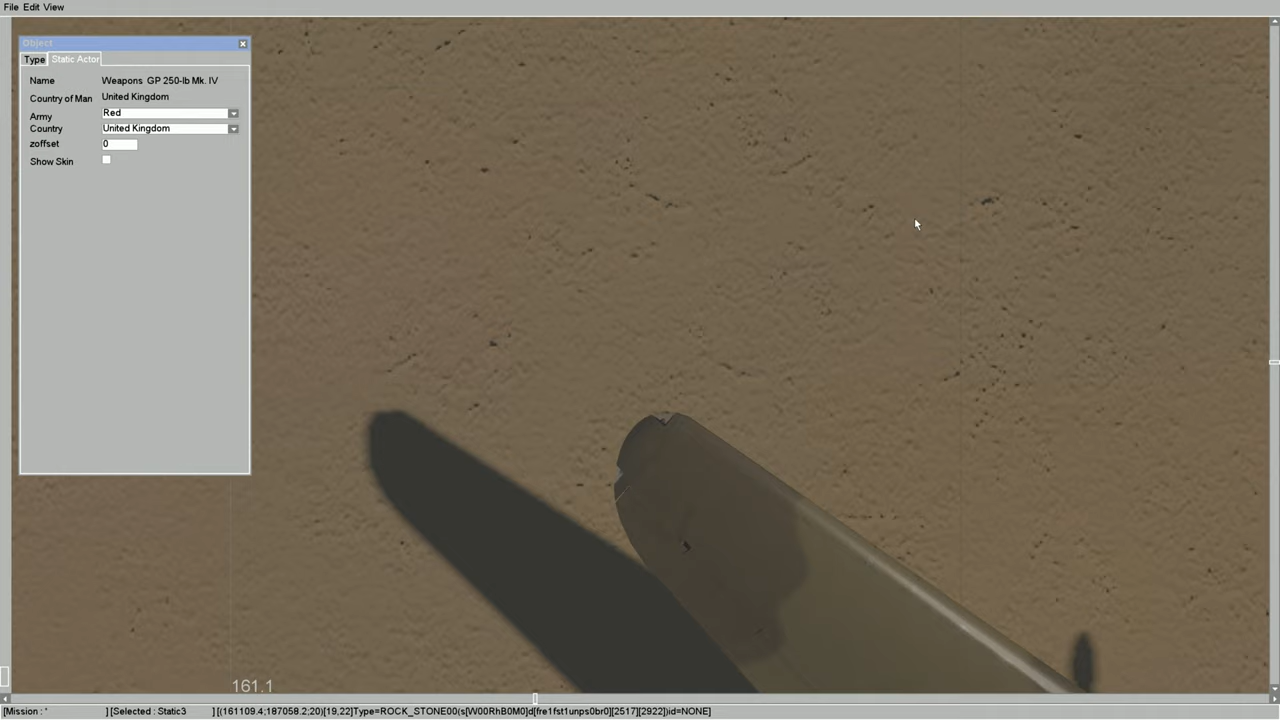 File Edit View
Object
Type Static Actor
Name Weapons GP 250-lb Mk. IV
Country of Man United Kingdom
Army Red
Country United Kingdom
zoffset 0
Show Skin
161.1
[Mission : ' ] [Selected : Static3 ] [(161109.4;187058.2;20)[19,22]Type=ROCK_STONE00(s[W00RhB0M0]d[fre1fst1unps0br0][2517][2922])id=NONE]